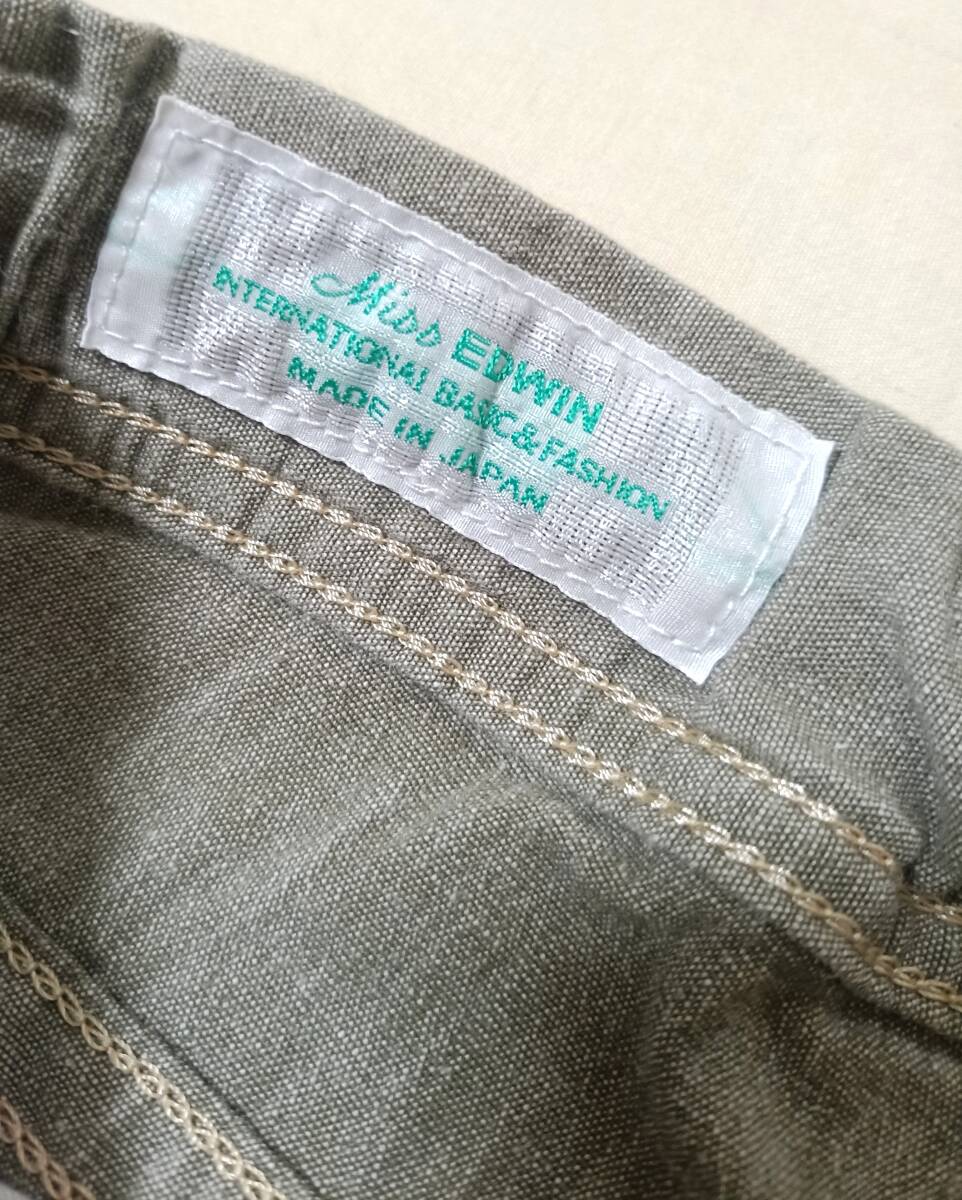 Miss EDWIN
INTERNATIONAL BASIC&FASHION
MADE IN JAPAN